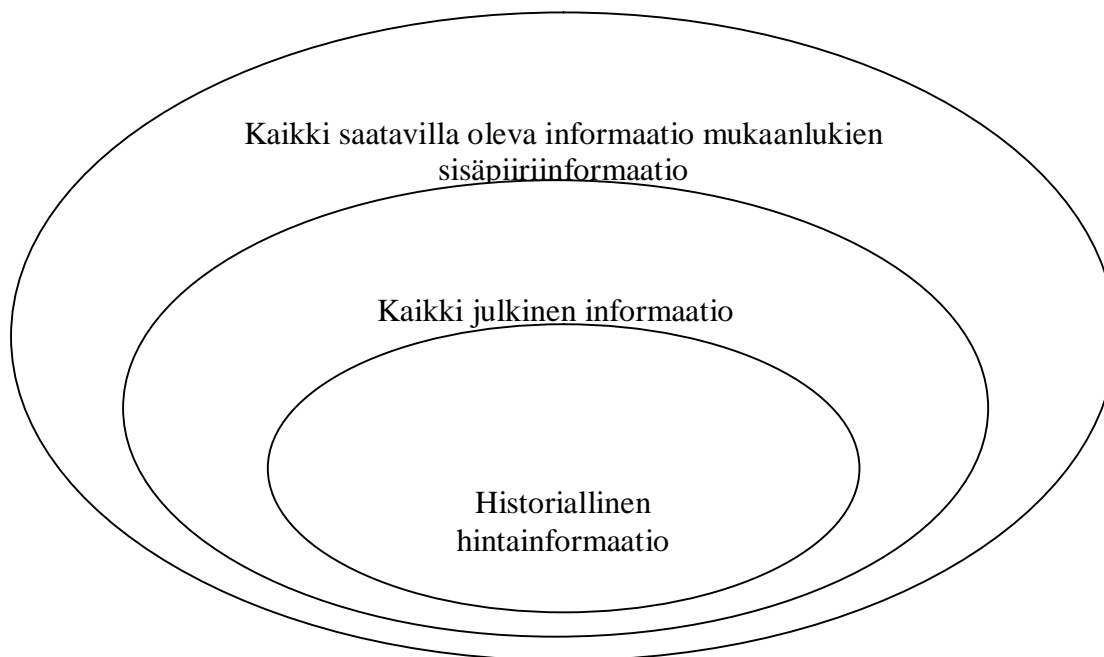 Kaikki saatavilla oleva informaatio mukaanlukien
sisäpiiriinformaatio
Kaikki julkinen informaatio
Historiallinen
hintainformaatio